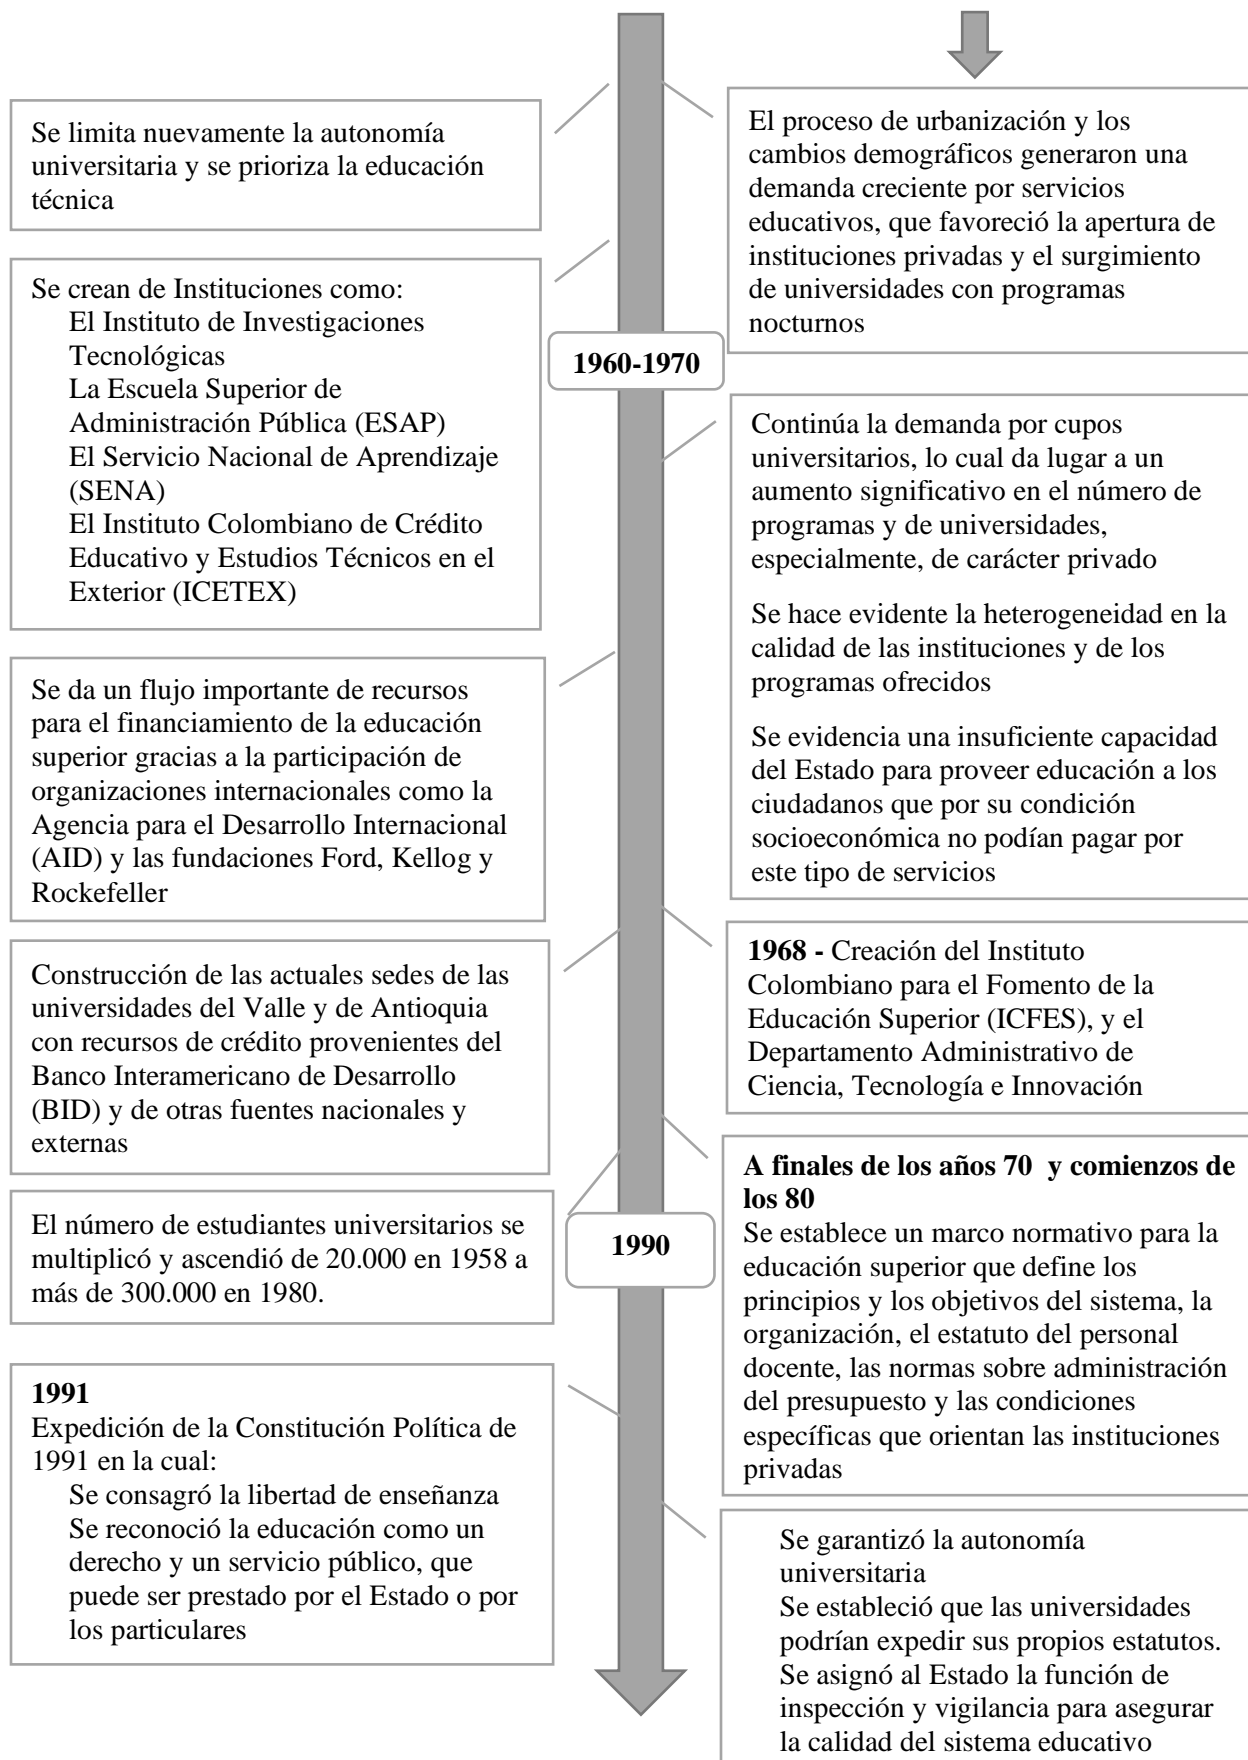 Se limita nuevamente la autonomía
universitaria y se prioriza la educación
técnica
El proceso de urbanización y los
cambios demográficos generaron una
demanda creciente por servicios
educativos, que favoreció la apertura de
instituciones privadas y el surgimiento
de universidades con programas
nocturnos
Se crean de Instituciones como:
El Instituto de Investigaciones
Tecnológicas
La Escuela Superior de
Administración Pública (ESAP)
El Servicio Nacional de Aprendizaje
(SENA)
El Instituto Colombiano de Crédito
Educativo y Estudios Técnicos en el
Exterior (ICETEX)
1960-1970
Continúa la demanda por cupos
universitarios, lo cual da lugar a un
aumento significativo en el número de
programas y de universidades,
especialmente, de carácter privado
Se hace evidente la heterogeneidad en la
calidad de las instituciones y de los
programas ofrecidos
Se evidencia una insuficiente capacidad
del Estado para proveer educación a los
ciudadanos que por su condición
socioeconómica no podían pagar por
este tipo de servicios
Se da un flujo importante de recursos
para el financiamiento de la educación
superior gracias a la participación de
organizaciones internacionales como la
Agencia para el Desarrollo Internacional
(AID) y las fundaciones Ford, Kellog y
Rockefeller
1968 - Creación del Instituto
Colombiano para el Fomento de la
Educación Superior (ICFES), y el
Departamento Administrativo de
Ciencia, Tecnología e Innovación
Construcción de las actuales sedes de las
universidades del Valle y de Antioquia
con recursos de crédito provenientes del
Banco Interamericano de Desarrollo
(BID) y de otras fuentes nacionales y
externas
A finales de los años 70 y comienzos de
los 80
Se establece un marco normativo para la
educación superior que define los
principios y los objetivos del sistema, la
organización, el estatuto del personal
docente, las normas sobre administración
del presupuesto y las condiciones
específicas que orientan las instituciones
privadas
El número de estudiantes universitarios se
multiplicó y ascendió de 20.000 en 1958 a
más de 300.000 en 1980.
1990
1991
Expedición de la Constitución Política de
1991 en la cual:
Se consagró la libertad de enseñanza
Se reconoció la educación como un
derecho y un servicio público, que
puede ser prestado por el Estado o por
los particulares
Se garantizó la autonomía
universitaria
Se estableció que las universidades
podrían expedir sus propios estatutos.
Se asignó al Estado la función de
inspección y vigilancia para asegurar
la calidad del sistema educativo